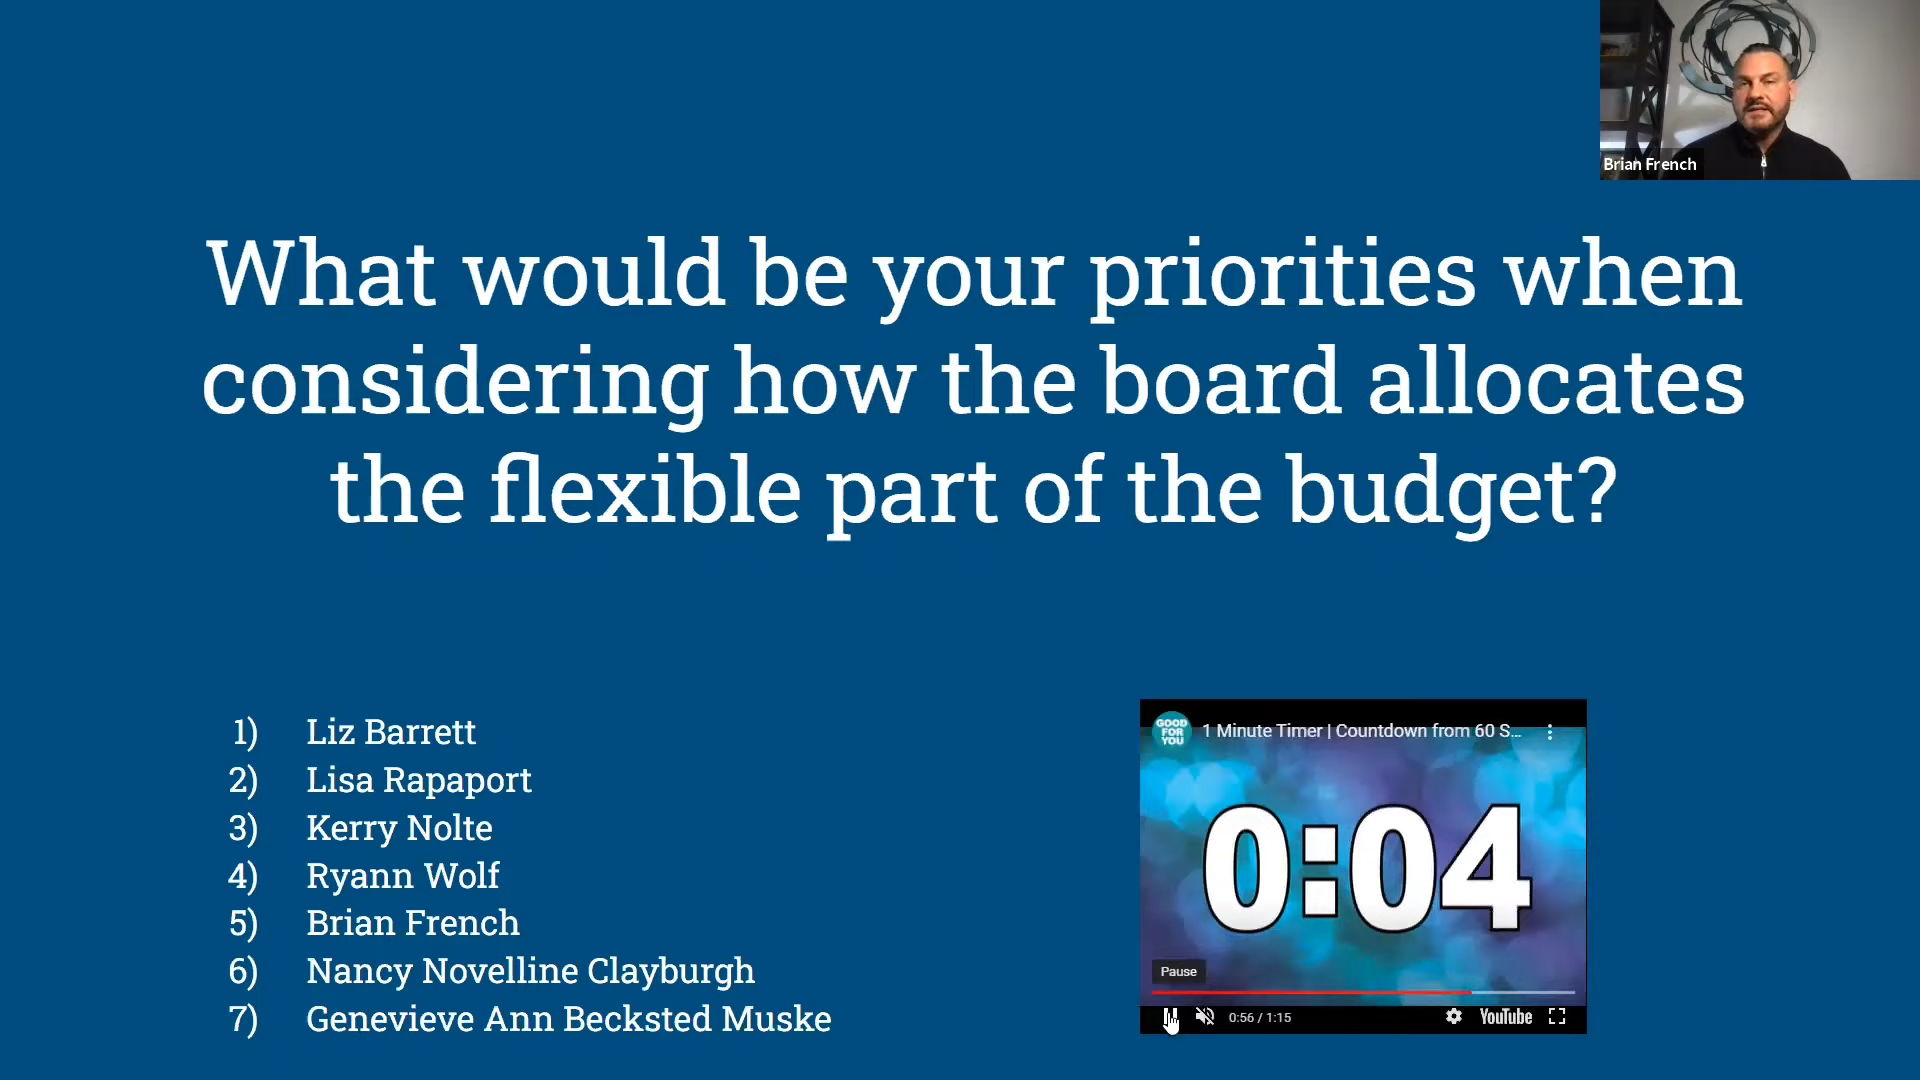 Brian French
What would be your priorities when
considering how the board allocates
the flexible part of the budget?
1) Liz Barrett
2) Lisa Rapaport
3) Kerry Nolte
4) Ryann Wolf
5) Brian French
6) Nancy Novelline Clayburgh
7) Genevieve Ann Becksted Muske
GOOD
FOR
YOU
1 Minute Timer | Countdown from 60 S...
0:04
Pause
0:56 / 1:15
YouTube